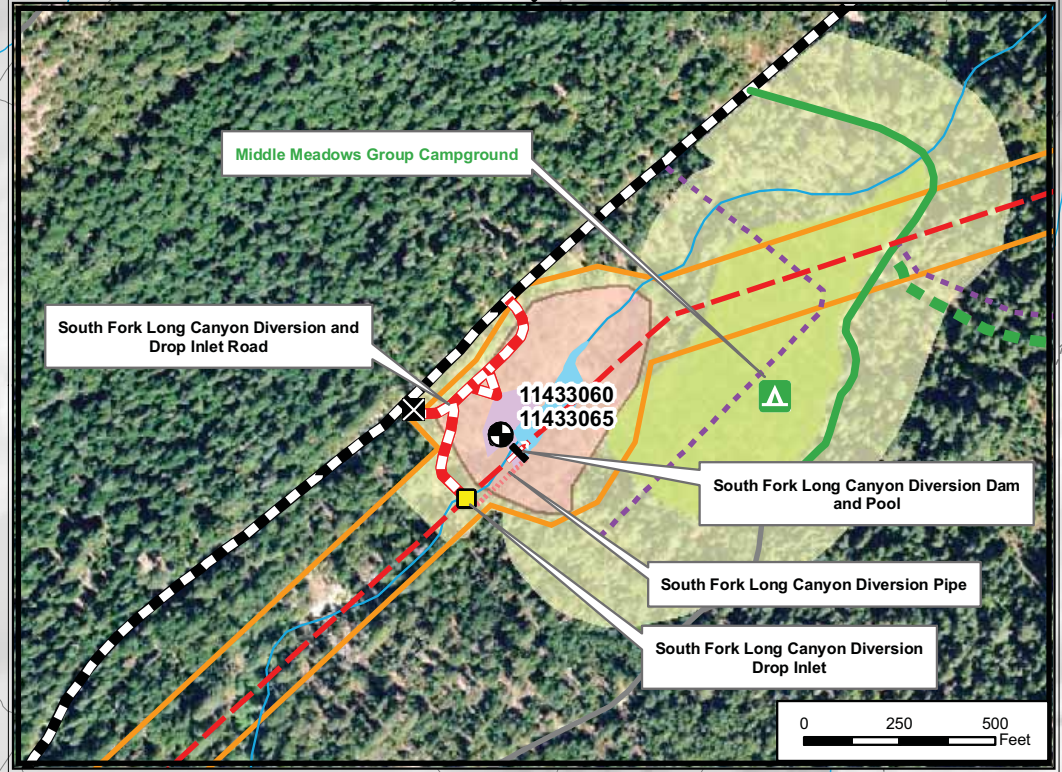 Middle Meadows Group Campground
South Fork Long Canyon Diversion and
Drop Inlet Road
11433060
11433065
South Fork Long Canyon Diversion Dam
and Pool
South Fork Long Canyon Diversion Pipe
South Fork Long Canyon Diversion
Drop Inlet
0 250 500
Feet